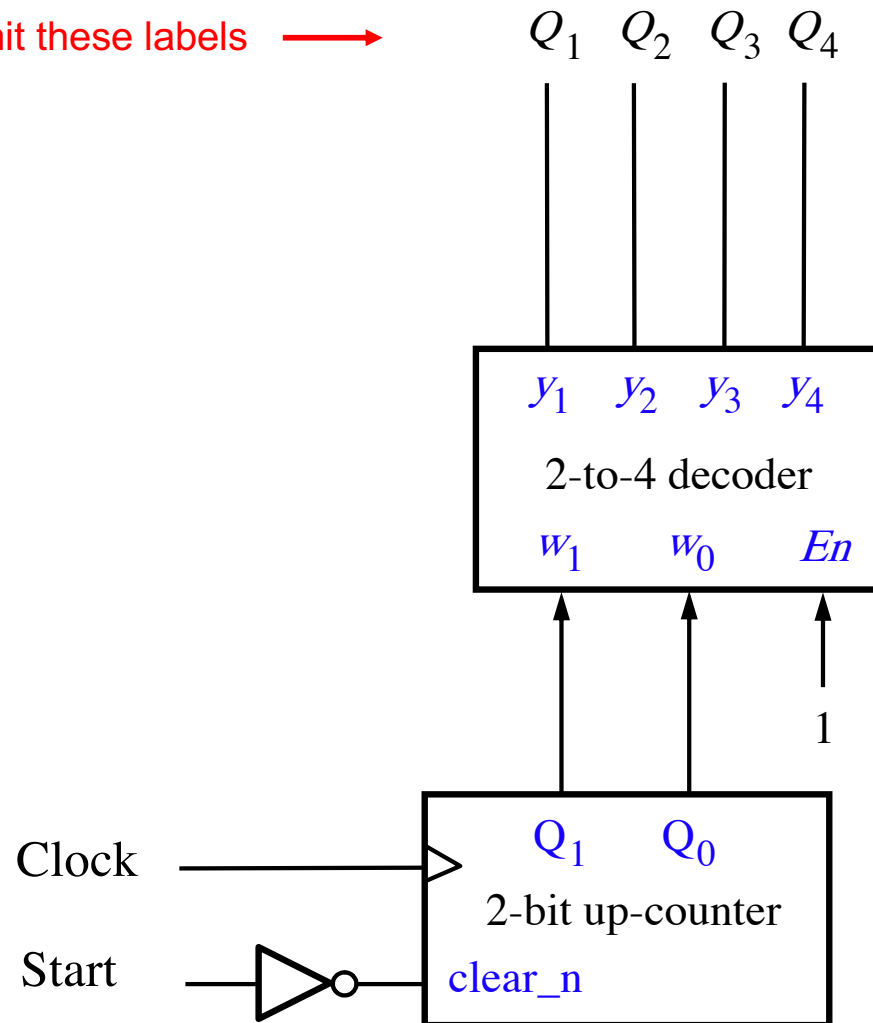 these labels
Q1 Q2 Q3 Q4
y1 y2 y3 y4
2-to-4 decoder
w1 w0 En
1
Q1 Q0
Clock
2-bit up-counter
Start
clear_n